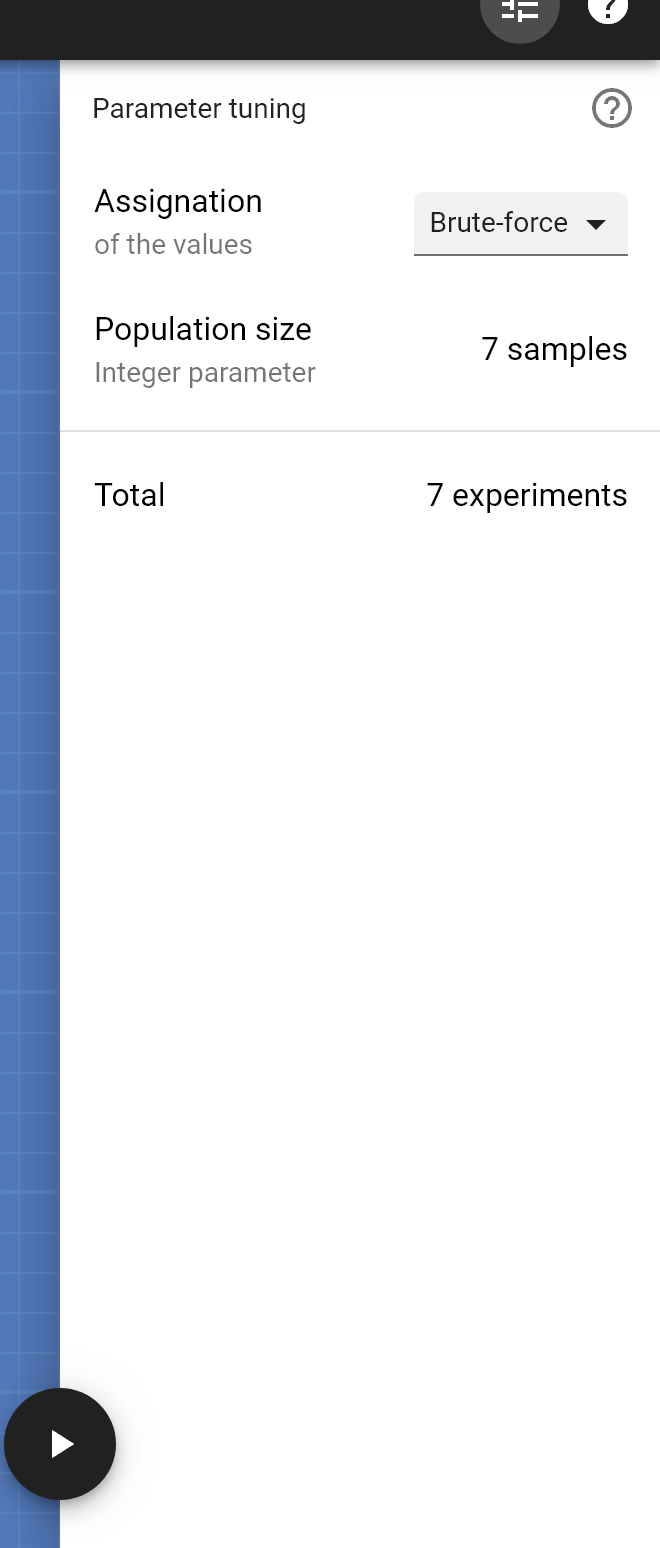 Parameter tuning
Assignation
of the values
Brute-force
Population size
Integer parameter
7 samples
Total
7 experiments